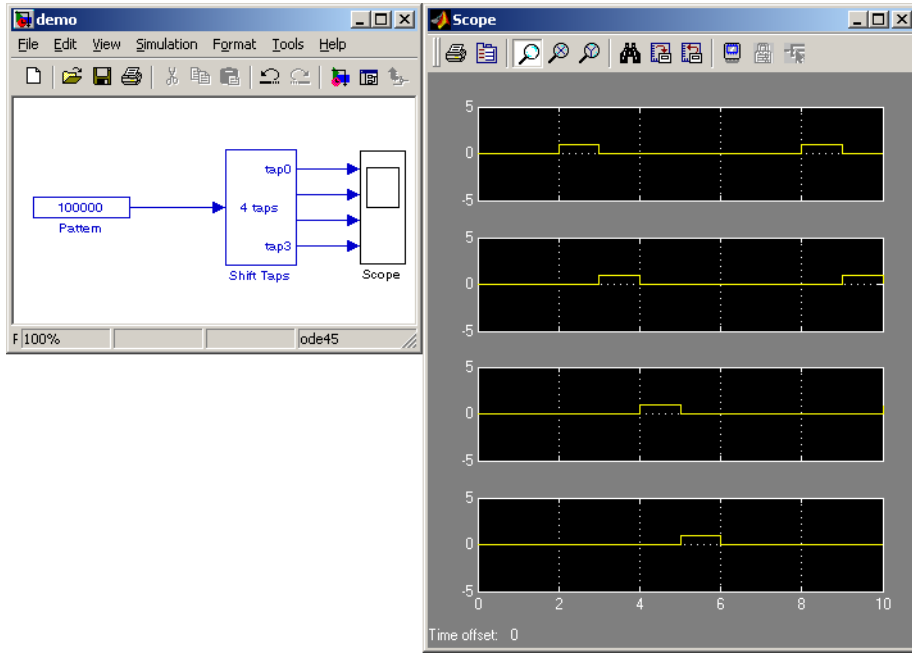 demo
File Edit View Simulation Format Tools Help
100000
Pattern
tap0
4 taps
tap3
Shift Taps
Scope
F 100%
ode45
Scope
5
0
-5
5
0
-5
5
0
-5
5
0
-5
0 2 4 6 8 10
Time offset: 0